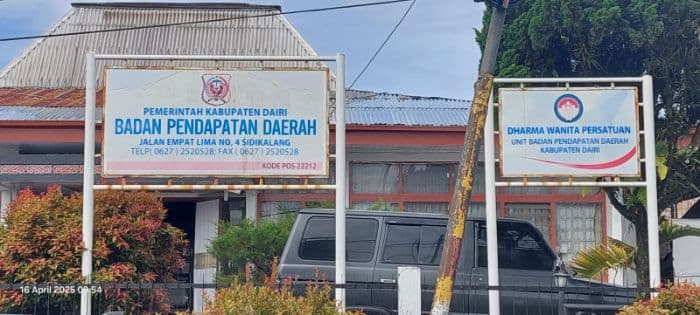 PEMERINTAH KABUPATEN DAIRI
BADAN PENDAPATAN DAERAH
JALAN EMPAT LIMA NO, 4 SIDIKALANG
TELP( 0627 ) 2520528; FAX ( 0627 ) 2520528
KODE POS 22212
DHARMA WANITA PERSATUAN
UNIT BADAN PENDAPATAN DAERAH
KABUPATEN DAIRI
16 April 2025 09:54